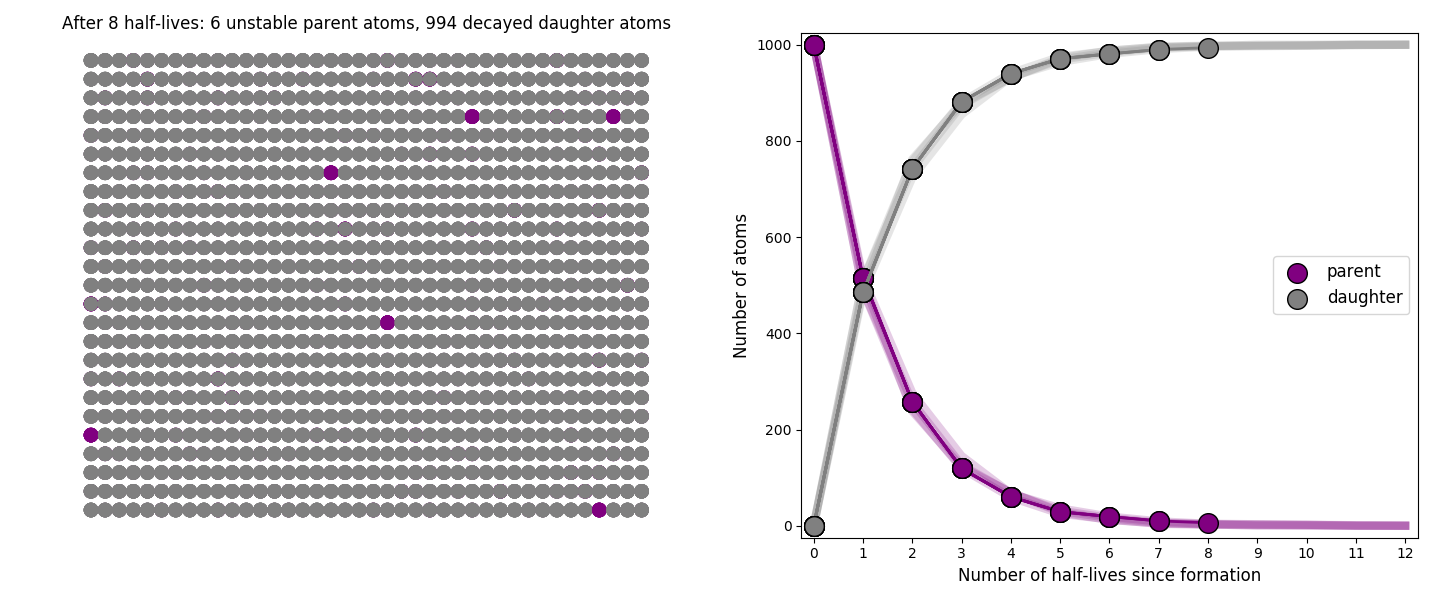 After 8 half-lives: 6 unstable parent atoms, 994 decayed daughter atoms
1000
800
600
400
200
0
Number of atoms
parent
daughter
0 1 2 3 4 5 6 7 8 9 10 11 12
Number of half-lives since formation